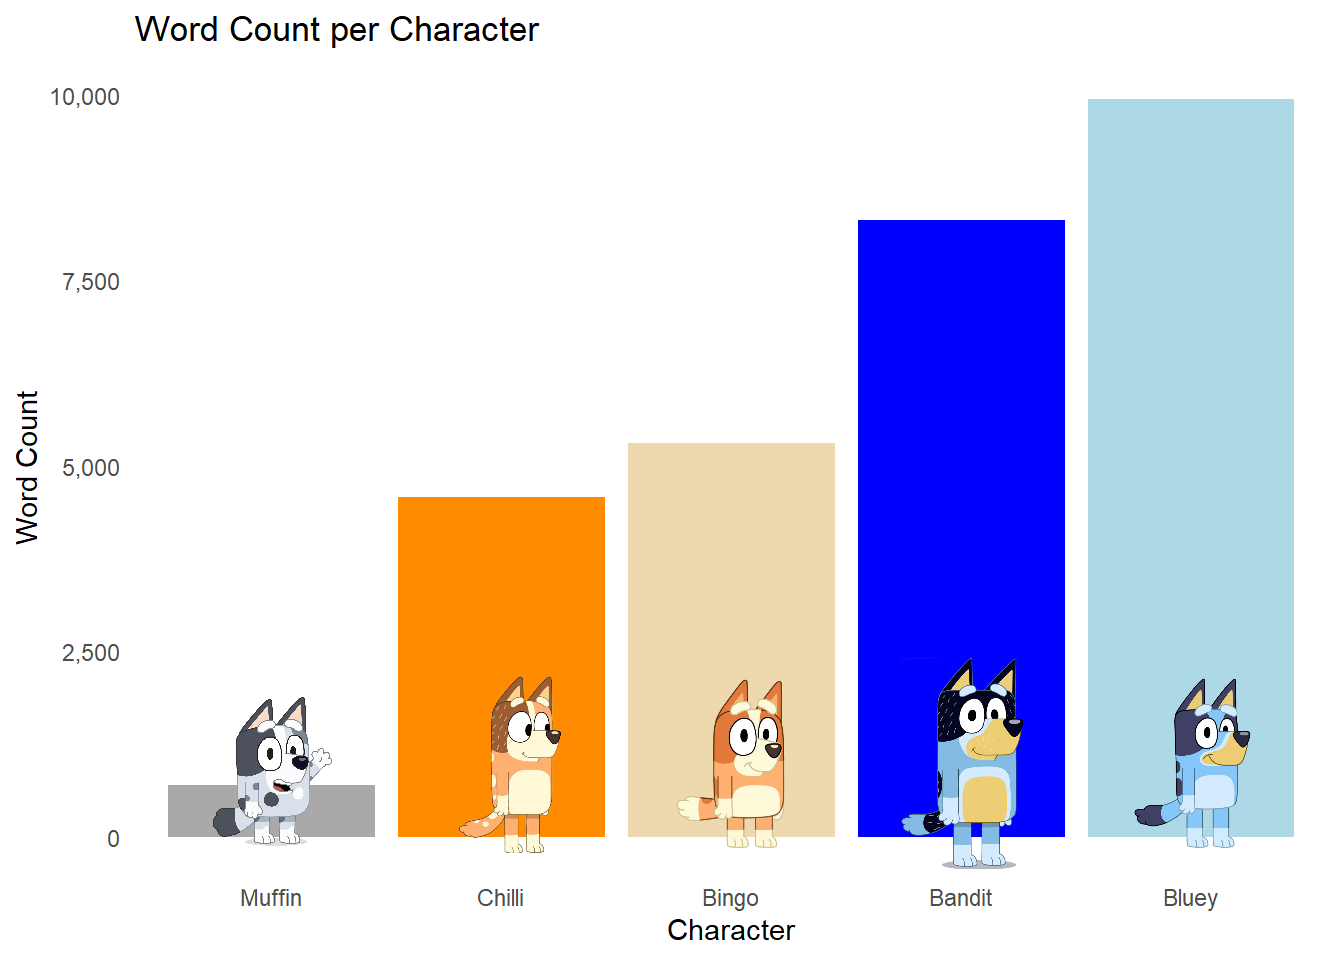 Word Count per Character
10,000
7,500
5,000
2,500
0
Word Count
Muffin
Chilli
Bingo
Bandit
Bluey
Character